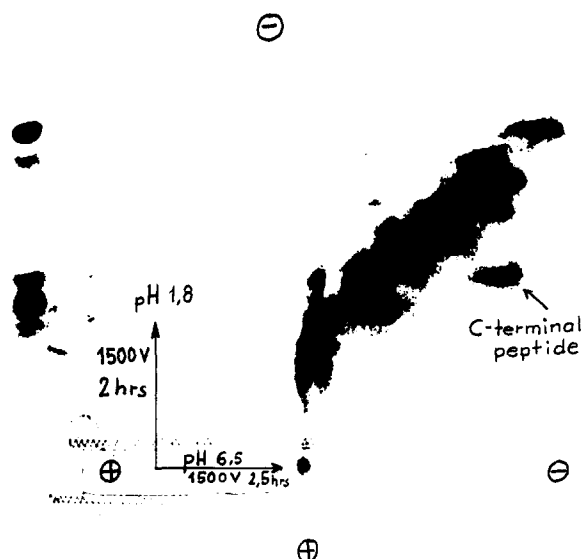 ⊖
pH 1,8
1500V
2 hrs
C-terminal
peptide
pH 6,5
1500V 2,5hrs
⊕
⊖
⊕